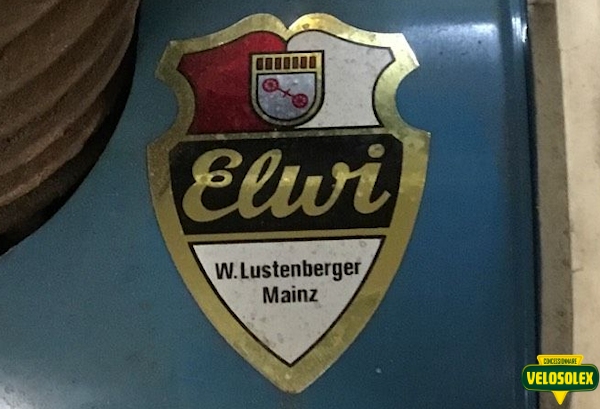 Elwi
W. Lustenberger
Mainz
CONCESSIONNAIRE
VELOSOLEX